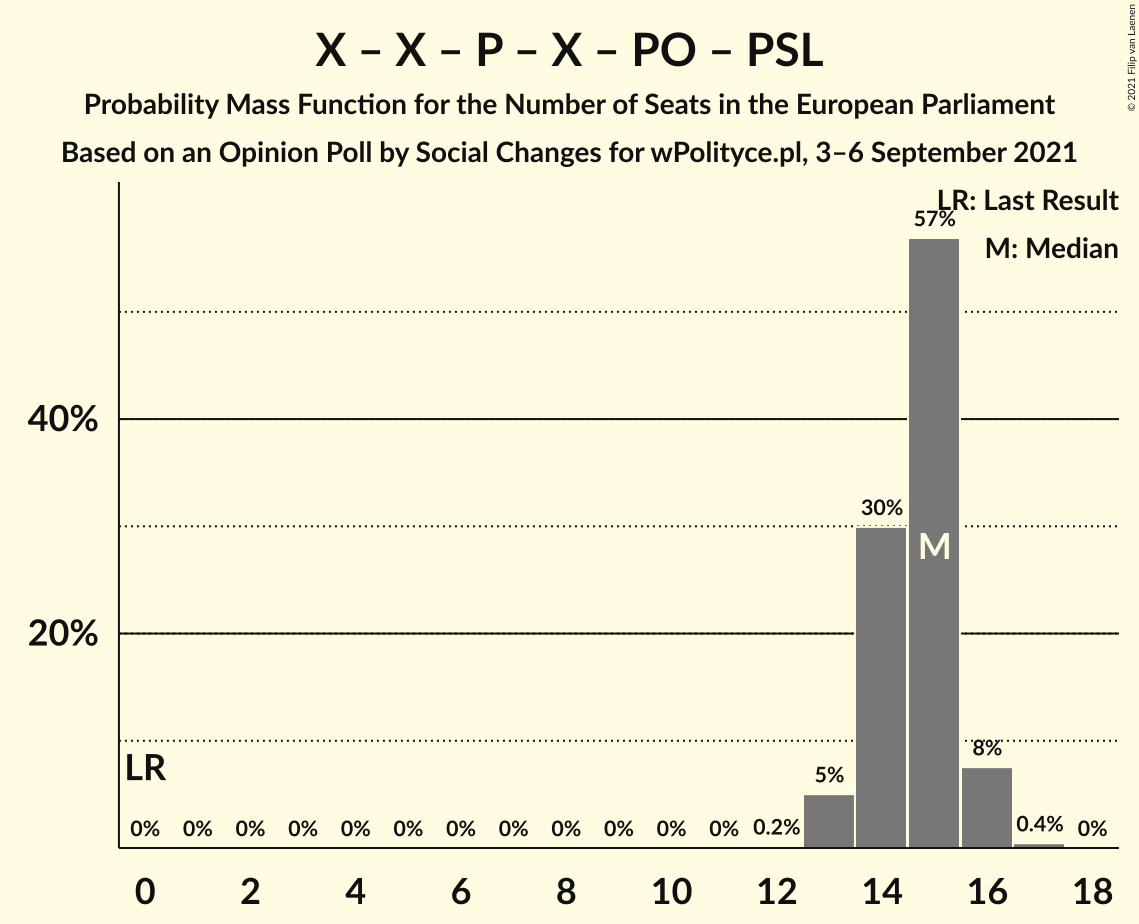 X – X – P – X – PO – PSL
Probability Mass Function for the Number of Seats in the European Parliament
Based on an Opinion Poll by Social Changes for wPolityce.pl, 3–6 September 2021
© 2021 Filip van Laenen
LR: Last Result
57%
M: Median
40%
30%
M
20%
8%
LR
5%
0% 0% 0% 0% 0% 0% 0% 0% 0% 0% 0% 0% 0.2% 0.4% 0%
0 2 4 6 8 10 12 14 16 18